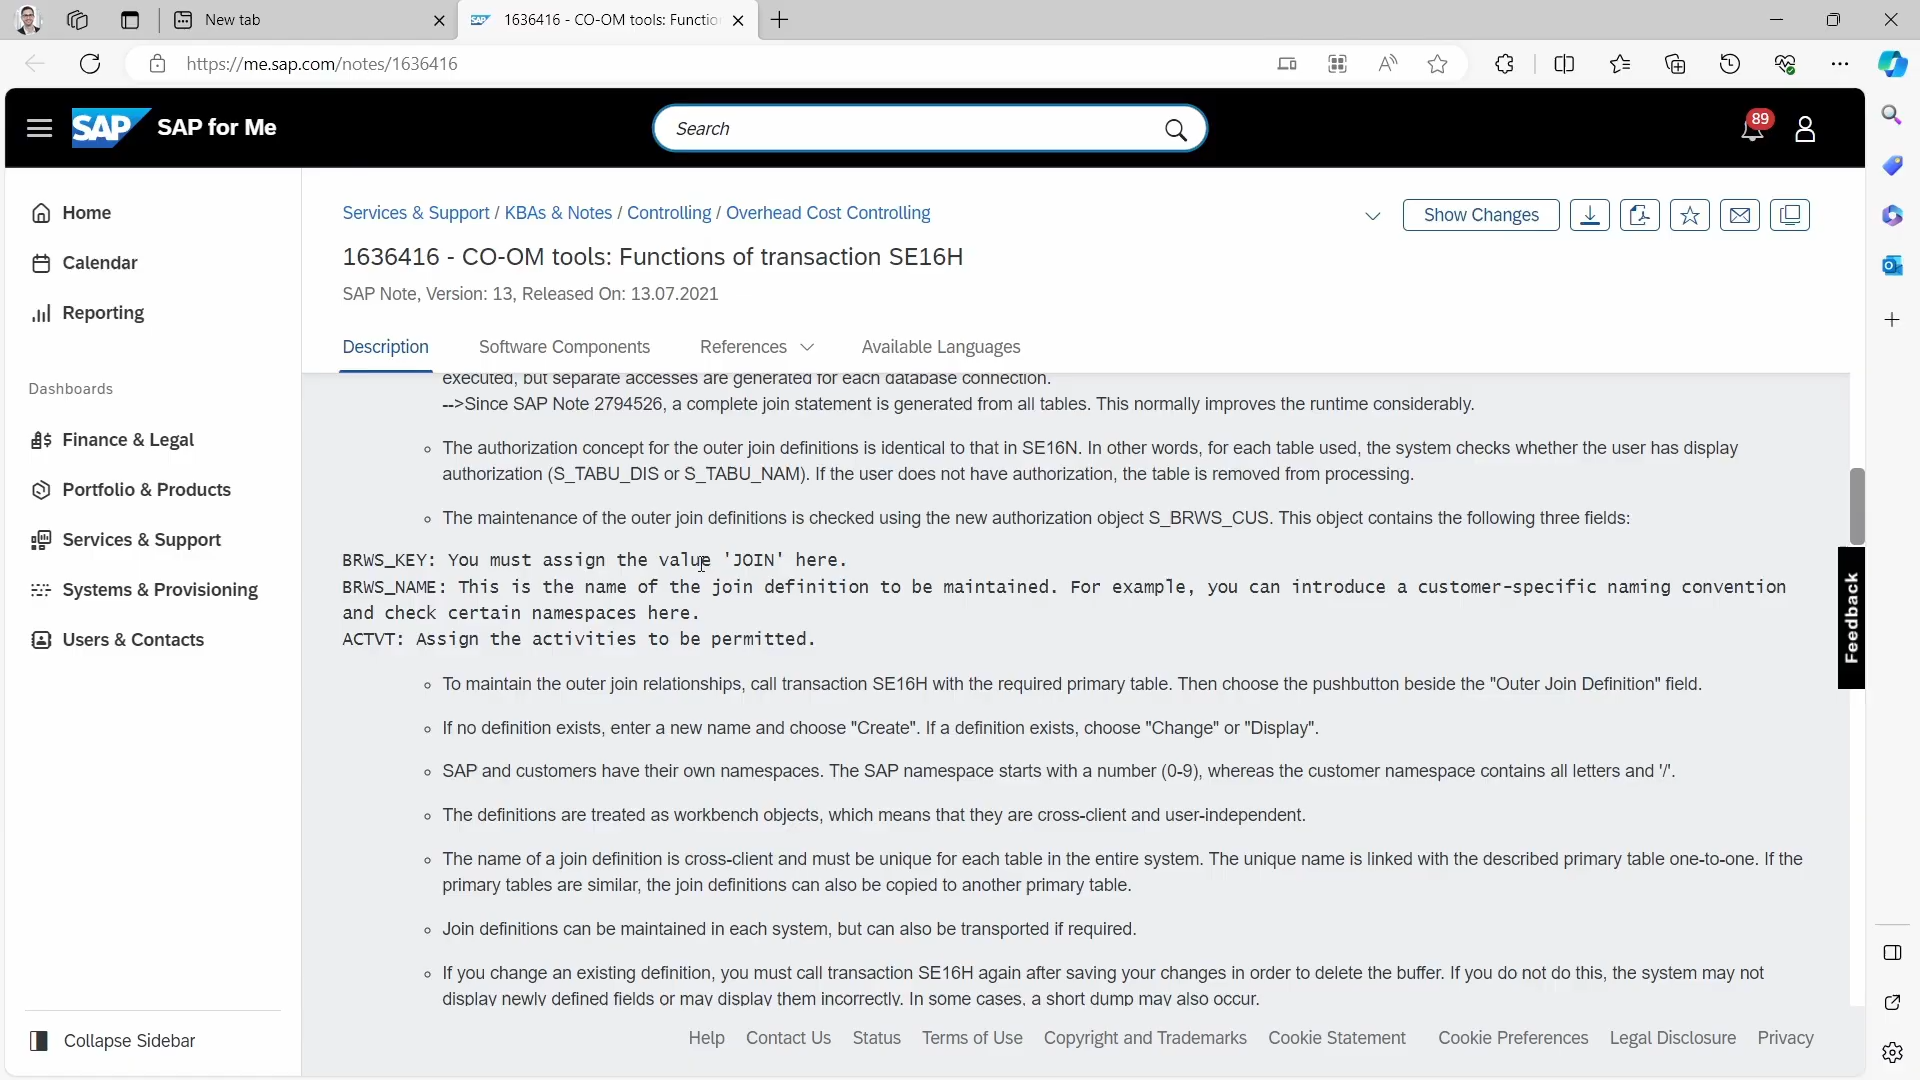 New tab
1636416 - CO-OM tools: Functio
https://me.sap.com/notes/1636416
SAP
SAP for Me
Search
89
Home
Calendar
Reporting
Dashboards
Finance & Legal
Portfolio & Products
Services & Support
Systems & Provisioning
Users & Contacts
Collapse Sidebar
Services & Support / KBAs & Notes / Controlling / Overhead Cost Controlling
Show Changes
1636416 - CO-OM tools: Functions of transaction SE16H
SAP Note, Version: 13, Released On: 13.07.2021
Description
Software Components
References
Available Languages
executed, but separate accesses are generated for each database connection.
-->Since SAP Note 2794526, a complete join statement is generated from all tables. This normally improves the runtime considerably.
The authorization concept for the outer join definitions is identical to that in SE16N. In other words, for each table used, the system checks whether the user has display
authorization (S_TABU_DIS or S_TABU_NAM). If the user does not have authorization, the table is removed from processing.
The maintenance of the outer join definitions is checked using the new authorization object S_BRWS_CUS. This object contains the following three fields:
BRWS_KEY: You must assign the value 'JOIN' here.
BRWS_NAME: This is the name of the join definition to be maintained. For example, you can introduce a customer-specific naming convention
and check certain namespaces here.
ACTVT: Assign the activities to be permitted.
To maintain the outer join relationships, call transaction SE16H with the required primary table. Then choose the pushbutton beside the "Outer Join Definition" field.
If no definition exists, enter a new name and choose "Create". If a definition exists, choose "Change" or "Display".
SAP and customers have their own namespaces. The SAP namespace starts with a number (0-9), whereas the customer namespace contains all letters and '/'.
The definitions are treated as workbench objects, which means that they are cross-client and user-independent.
The name of a join definition is cross-client and must be unique for each table in the entire system. The unique name is linked with the described primary table one-to-one. If the
primary tables are similar, the join definitions can also be copied to another primary table.
Join definitions can be maintained in each system, but can also be transported if required.
If you change an existing definition, you must call transaction SE16H again after saving your changes in order to delete the buffer. If you do not do this, the system may not
display newly defined fields or may display them incorrectly. In some cases, a short dump may also occur.
Feedback
Help
Contact Us
Status
Terms of Use
Copyright and Trademarks
Cookie Statement
Cookie Preferences
Legal Disclosure
Privacy